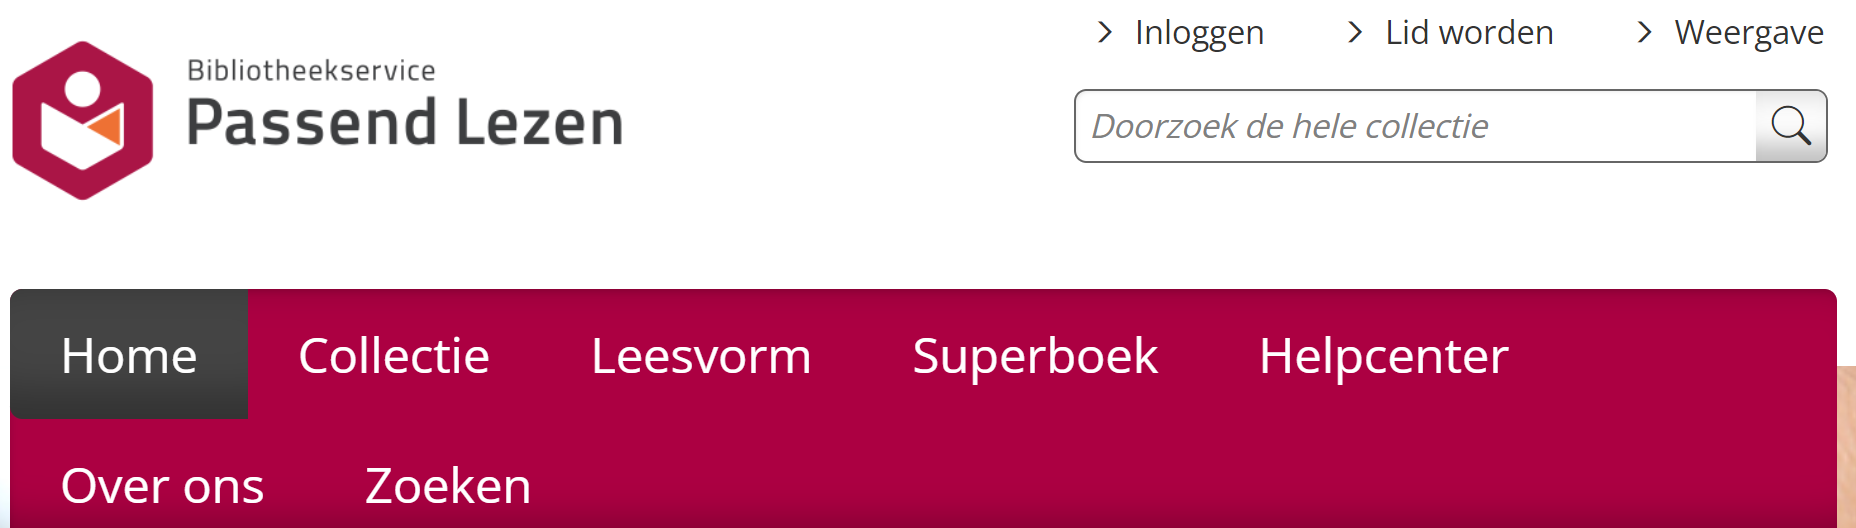 Inloggen Lid worden Weergave
Bibliotheekservice
Passend Lezen
Doorzoek de hele collectie
Home Collectie Leesvorm Superboek Helpcenter
Over ons Zoeken